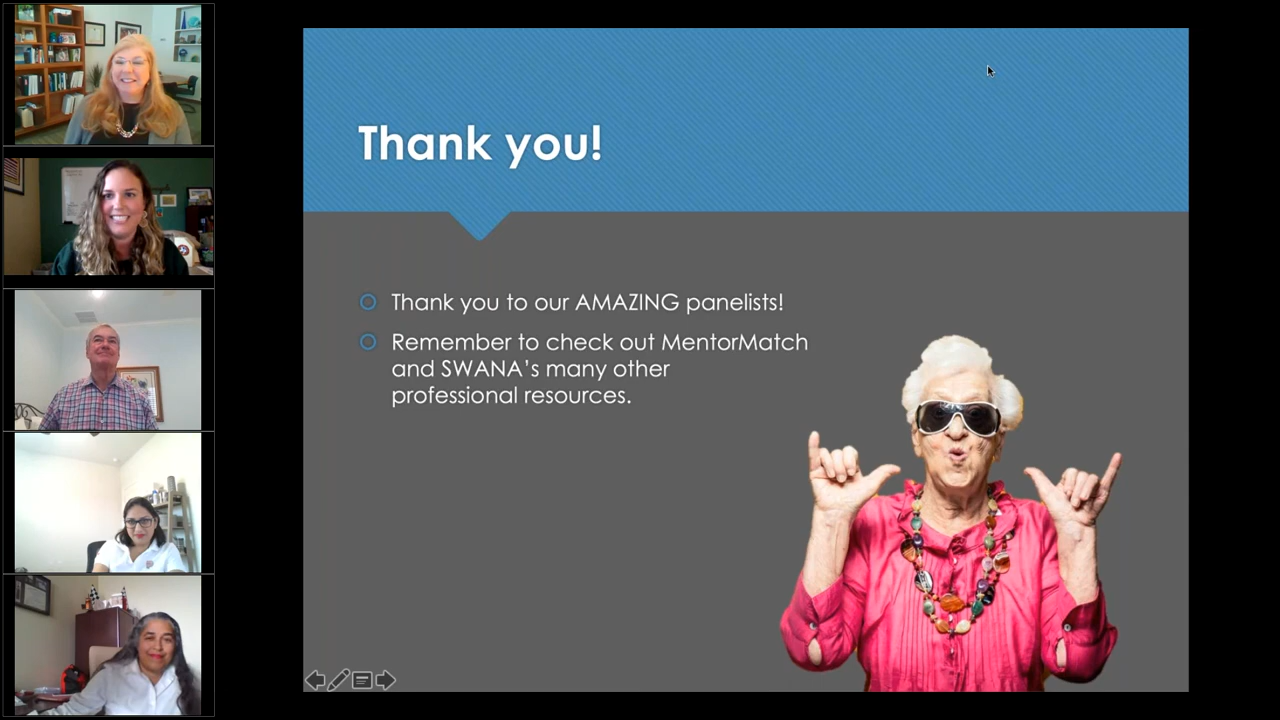 Thank you!
Thank you to our AMAZING panelists!
Remember to check out MentorMatch
and SWANA's many other
professional resources.